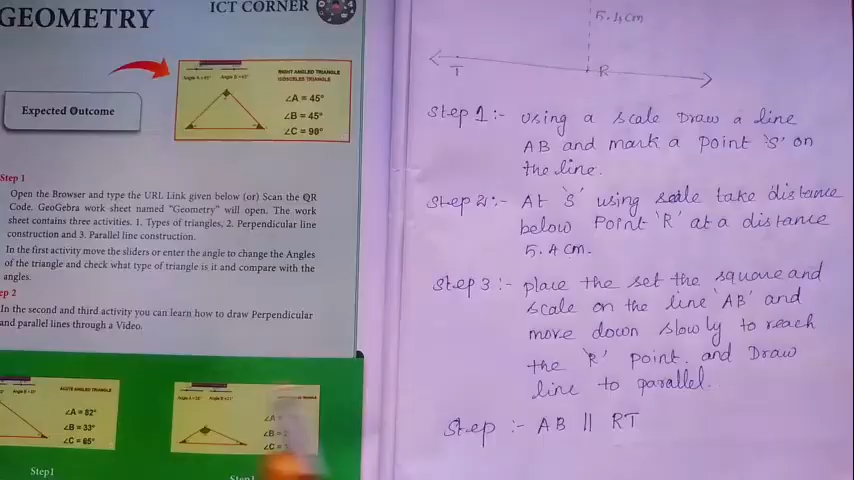 GEOMETRY
ICT CORNER
Expected Outcome
Angle A = 45°
Angle B = 45°
RIGHT ANGLED TRIANGLE
ISOSCELES TRIANGLE
∠A = 45°
∠B = 45°
∠C = 90°
Step 1
Open the Browser and type the URL Link given below (or) Scan the QR
Code. GeoGebra work sheet named "Geometry" will open. The work
sheet contains three activities. 1. Types of triangles, 2. Perpendicular line
construction and 3. Parallel line construction.
In the first activity move the sliders or enter the angle to change the Angles
of the triangle and check what type of triangle is it and compare with the
angles.
ep 2
In the second and third activity you can learn how to draw Perpendicular
and parallel lines through a Video.
ACUTE ANGLED TRIANGLE
∠A = 82°
∠B = 33°
∠C = 65°
∠A =
∠B =
∠C =
Step1
Step1
5.4cm
T
R
Step 1:- Using a scale Draw a line
AB and mark a point 'S' on
the line.
Step 2:- At 'S' using scale take distance
below Point 'R' at a distance
5.4 cm.
Step 3:- place the set the square and
scale on the line 'AB' and
move down slowly to reach
the 'R' point. and Draw
line to parallel.
Step :- AB || RT